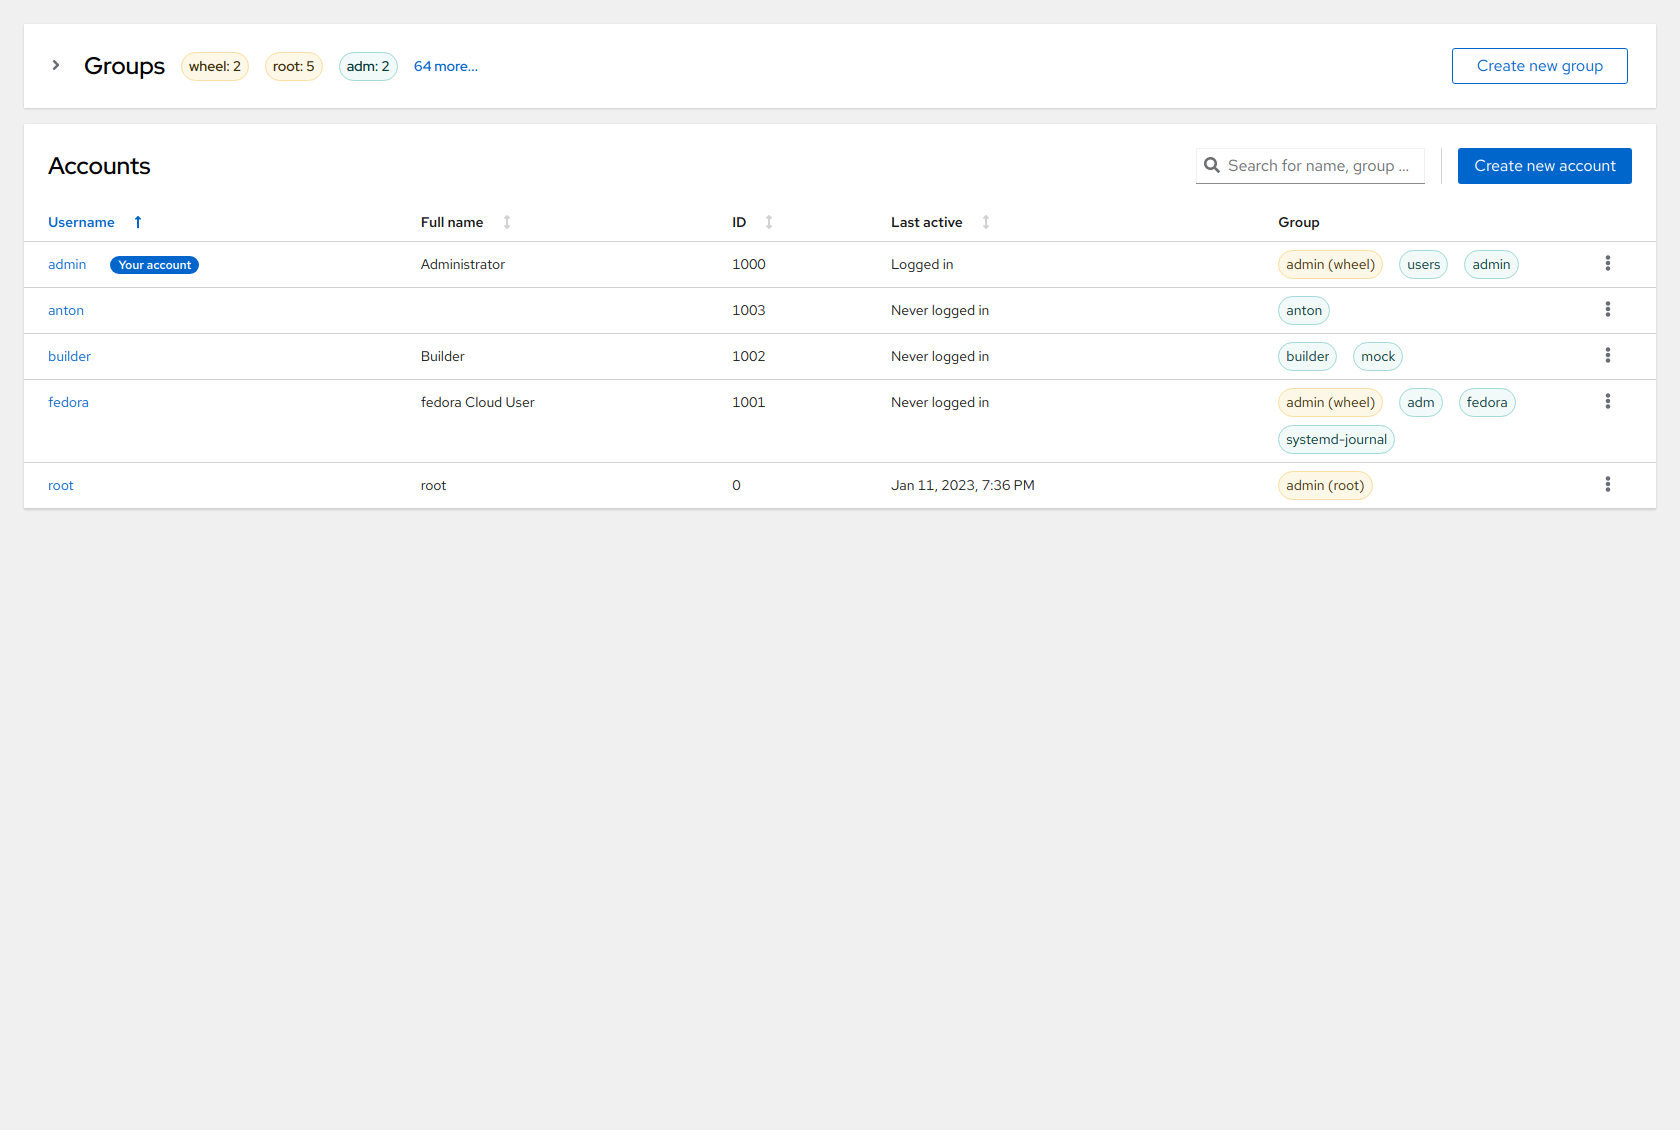 Groups wheel: 2 root: 5 adm: 2 64 more... Create new group
Accounts Search for name, group ... Create new account
Username Full name ID Last active Group
admin Your account Administrator 1000 Logged in admin (wheel) users admin
anton 1003 Never logged in anton
builder Builder 1002 Never logged in builder mock
fedora fedora Cloud User 1001 Never logged in admin (wheel) adm fedora
systemd-journal
root root 0 Jan 11, 2023, 7:36 PM admin (root)